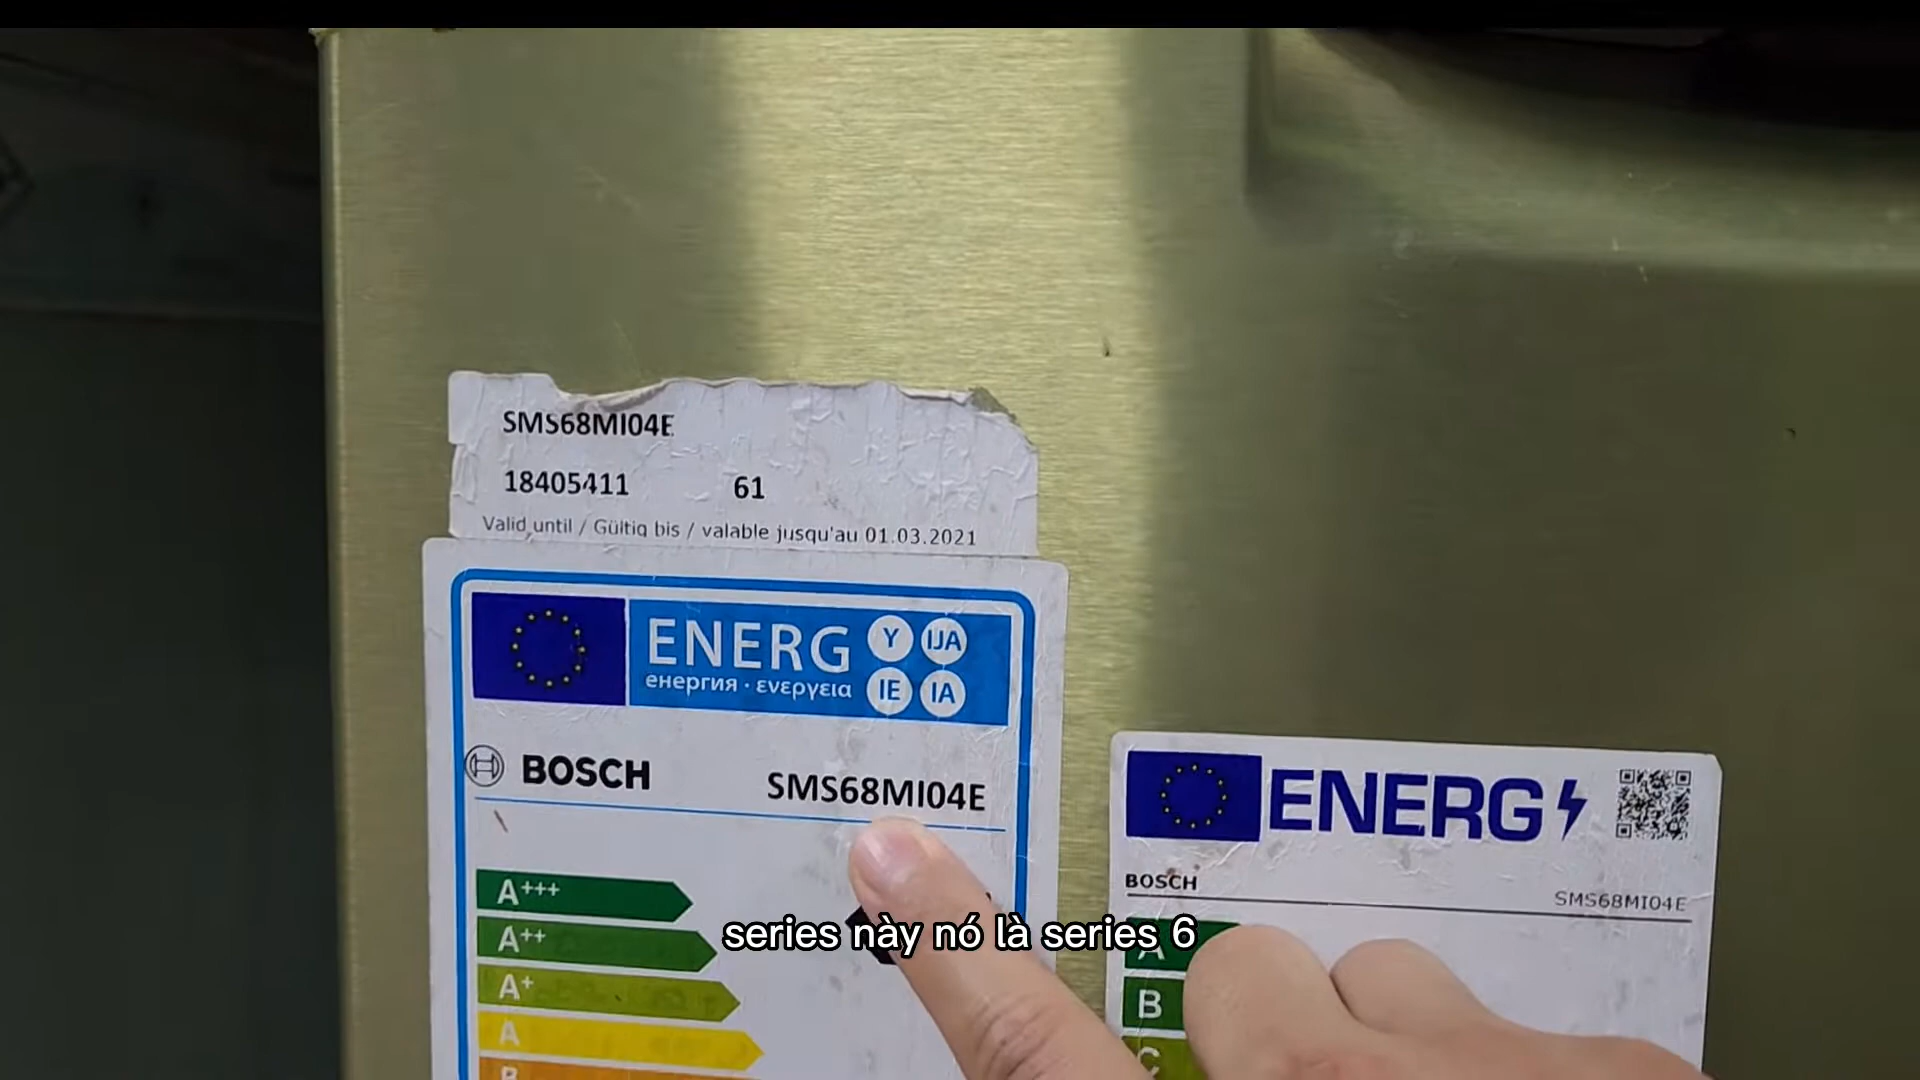 SMS68MI04E
18405411 61
Valid until / Gültig bis / valable jusqu'au 01.03.2021
ENERG Y IJA
енергия · ενεργεια IE IA
BOSCH SMS68MI04E
A+++
A++
A+
A
B
ENERG
BOSCH
SMS68MI04E
A
B
C
series này nó là series 6